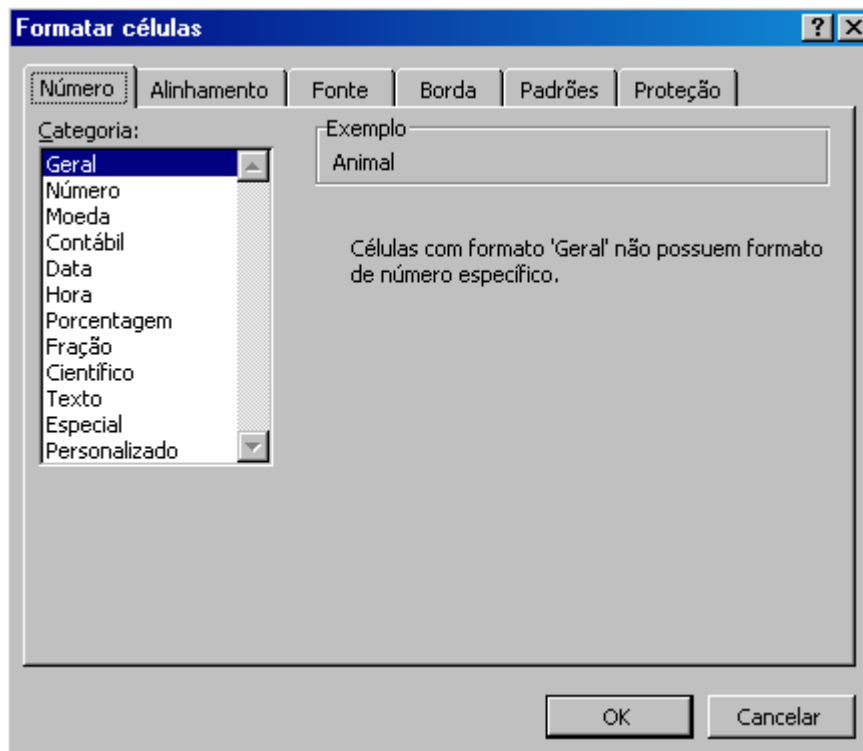 Formatar células
Número Alinhamento Fonte Borda Padrões Proteção
Categoria:
Geral
Número
Moeda
Contábil
Data
Hora
Porcentagem
Fração
Científico
Texto
Especial
Personalizado
Exemplo
Animal
Células com formato 'Geral' não possuem formato
de número específico.
OK Cancelar